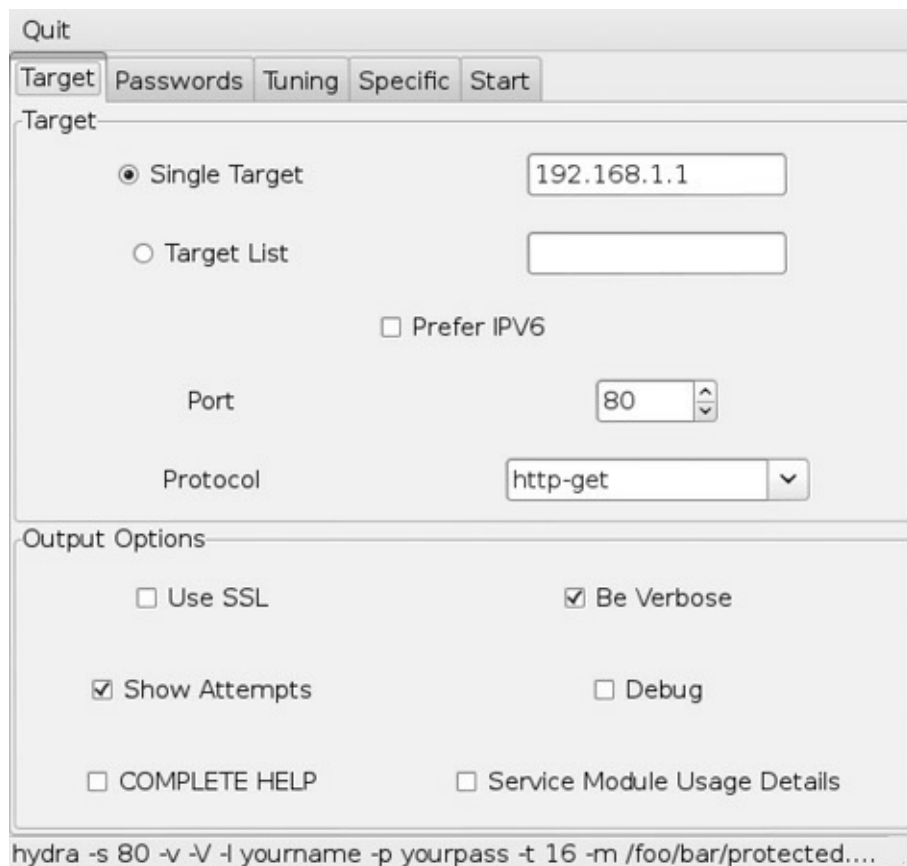 Quit
Target Passwords Tuning Specific Start
Target
Single Target 192.168.1.1
Target List
Prefer IPV6
Port 80
Protocol http-get
Output Options
Use SSL Be Verbose
Show Attempts Debug
COMPLETE HELP Service Module Usage Details
hydra -s 80 -v -V -l yourname -p yourpass -t 16 -m /foo/bar/protected....